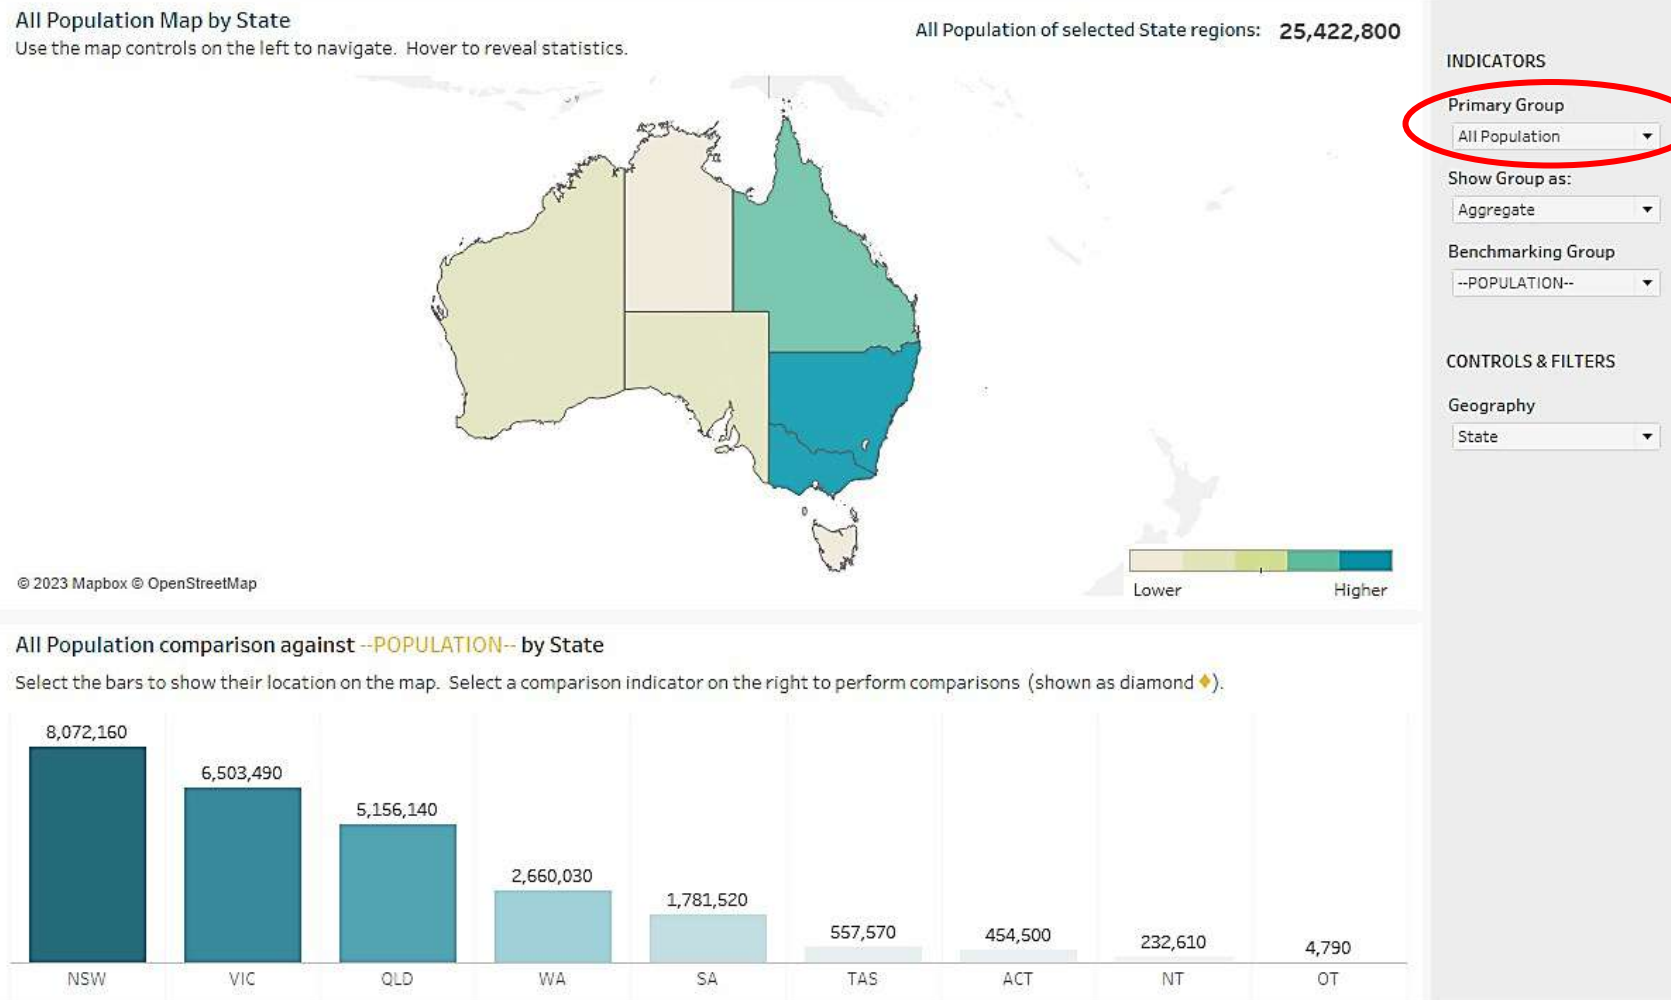 All Population Map by State
Use the map controls on the left to navigate. Hover to reveal statistics.
All Population of selected State regions: 25,422,800
INDICATORS
Primary Group
All Population
Show Group as:
Aggregate
Benchmarking Group
--POPULATION--
CONTROLS & FILTERS
Geography
State
© 2023 Mapbox © OpenStreetMap
Lower Higher
All Population comparison against --POPULATION-- by State
Select the bars to show their location on the map. Select a comparison indicator on the right to perform comparisons (shown as diamond ♦).
8,072,160
6,503,490
5,156,140
2,660,030
1,781,520
557,570
454,500
232,610
4,790
NSW VIC QLD WA SA TAS ACT NT OT